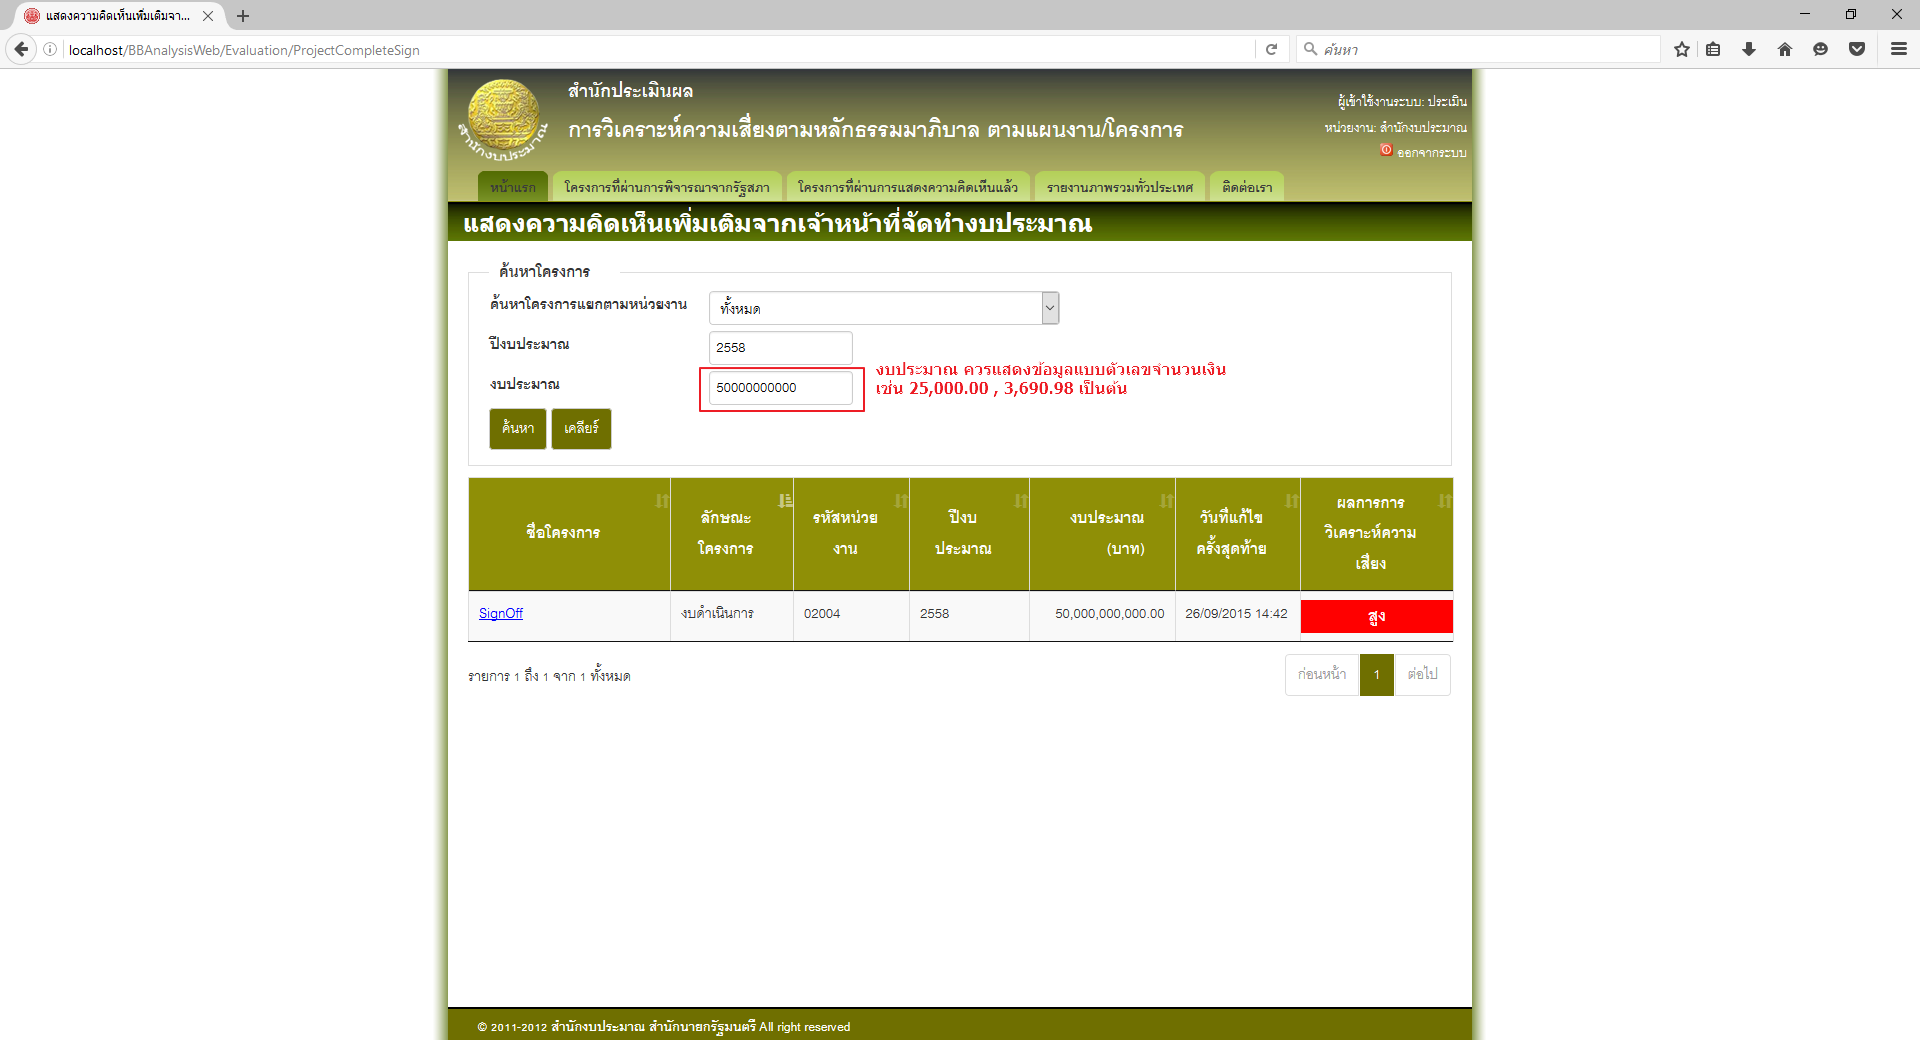 แสดงความคิดเห็นเพิ่มเติมจา...
localhost/BBAnalysisWeb/Evaluation/ProjectCompleteSign
ค้นหา
สำนักงบประมาณ
สำนักประเมินผล
การวิเคราะห์ความเสี่ยงตามหลักธรรมมาภิบาล ตามแผนงาน/โครงการ
ผู้เข้าใช้งานระบบ: ประเมิน
หน่วยงาน: สำนักงบประมาณ
ออกจากระบบ
หน้าแรก โครงการที่ผ่านการพิจารณาจากรัฐสภา โครงการที่ผ่านการแสดงความคิดเห็นแล้ว รายงานภาพรวมทั่วประเทศ ติดต่อเรา
แสดงความคิดเห็นเพิ่มเติมจากเจ้าหน้าที่จัดทำงบประมาณ
ค้นหาโครงการ
ค้นหาโครงการแยกตามหน่วยงาน ทั้งหมด
ปีงบประมาณ 2558
งบประมาณ 50000000000
งบประมาณ ควรแสดงข้อมูลแบบตัวเลขจำนวนเงิน
เช่น 25,000.00 , 3,690.98 เป็นต้น
ค้นหา เคลียร์
ชื่อโครงการ
ลักษณะ
โครงการ
รหัสหน่วย
งาน
ปีงบ
ประมาณ
งบประมาณ
(บาท)
วันที่แก้ไข
ครั้งสุดท้าย
ผลการการ
วิเคราะห์ความ
เสี่ยง
SignOff งบดำเนินการ 02004 2558 50,000,000,000.00 26/09/2015 14:42 สูง
รายการ 1 ถึง 1 จาก 1 ทั้งหมด
ก่อนหน้า 1 ต่อไป
© 2011-2012 สำนักงบประมาณ สำนักนายกรัฐมนตรี All right reserved